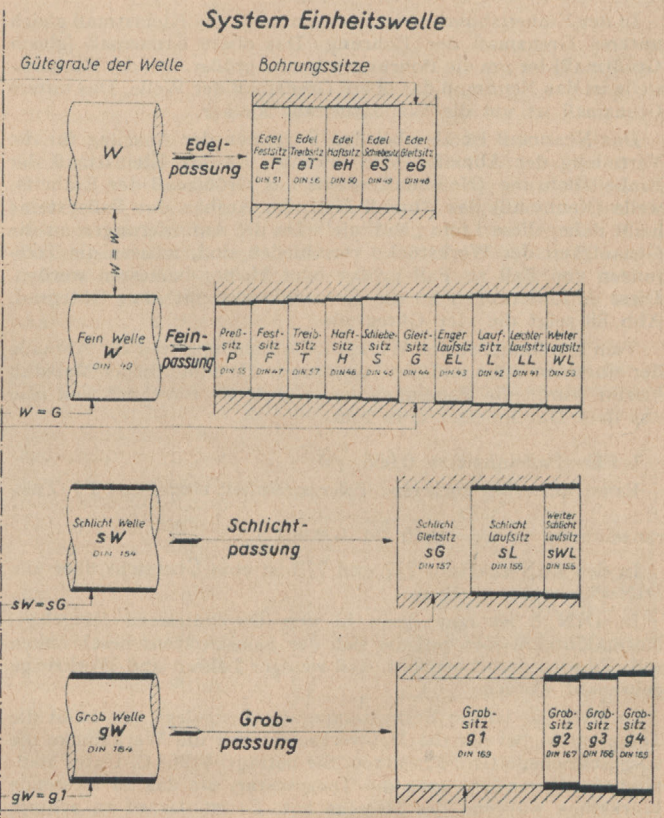 System Einheitswelle
Gütegrade der Welle
Bohrungssitze
W
Edel-
passung
Edel
Festsitz
eF
DIN 51
Edel
Treibsitz
eT
DIN 56
Edel
Haftsitz
eH
DIN 50
Edel
Schiebesitz
eS
DIN 49
Edel
Gleitsitz
eG
DIN 48
W = W
Fein Welle
W
DIN 40
Fein-
passung
Preß-
sitz
P
DIN 55
Fest-
sitz
F
DIN 47
Treib-
sitz
T
DIN 57
Haft-
sitz
H
DIN 46
Schiebe-
sitz
S
DIN 45
Gleit-
sitz
G
DIN 44
Enger
Laufsitz
EL
DIN 43
Lauf-
sitz
L
DIN 42
Leichter
Laufsitz
LL
DIN 41
Weiter
Laufsitz
WL
DIN 53
W = G
Schlicht Welle
sW
DIN 154
Schlicht-
passung
Schlicht
Gleitsitz
sG
DIN 157
Schlicht
Laufsitz
sL
DIN
Weiter
Schlicht
Laufsitz
sWL
DIN 155
sW=sG
Grob Welle
gW
DIN 164
Grob-
passung
Grob-
sitz
g1
DIN 169
Grob-
sitz
g2
DIN 167
Grob-
sitz
g3
DIN 166
Grob-
sitz
g4
DIN 165
gW=g1